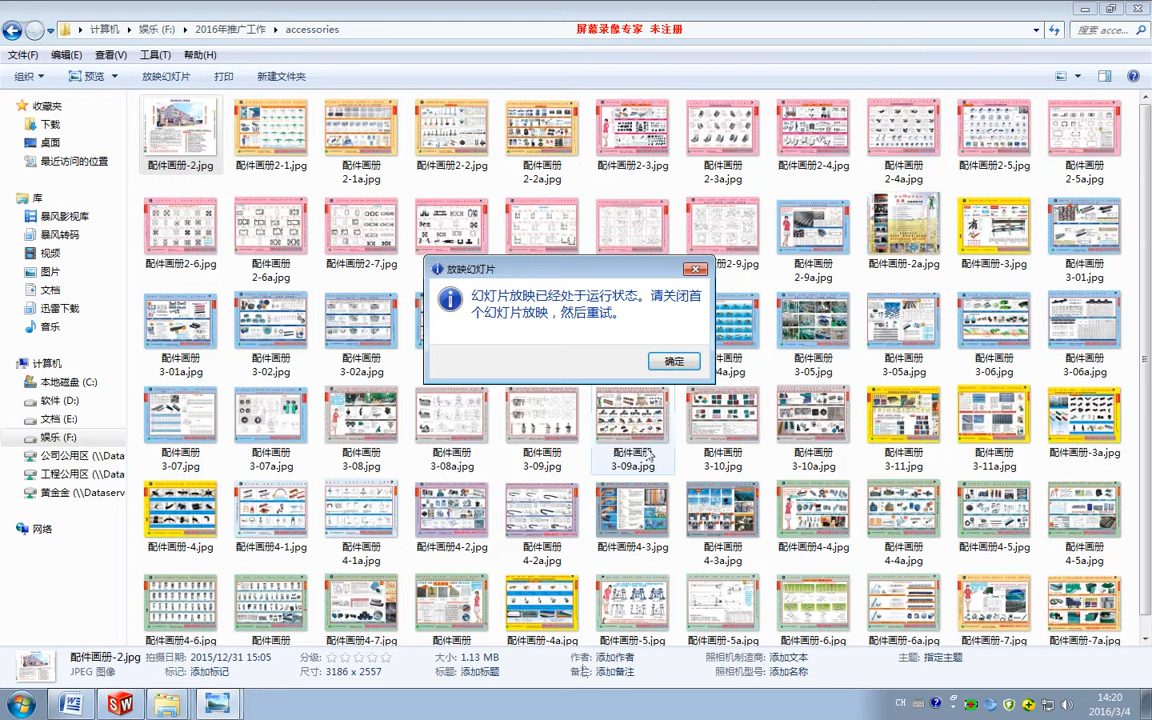 计算机 ▸ 娱乐 (F:) ▸ 2016年推广工作 ▸ accessories
屏幕录像专家 未注册
搜索 acce...
文件(F) 编辑(E) 查看(V) 工具(T) 帮助(H)
组织 预览 放映幻灯片 打印 新建文件夹
收藏夹
下载
桌面
最近访问的位置
库
暴风影视库
暴风转码
视频
图片
文档
迅雷下载
音乐
计算机
本地磁盘 (C:)
软件 (D:)
文档 (E:)
娱乐 (F:)
公司公用区 (\\Data
工程公用区 (\\Data
黄金金 (\\Dataserv
网络
配件画册-2.jpg 配件画册2-1.jpg 配件画册 配件画册2-2.jpg 配件画册 配件画册2-3.jpg 配件画册 配件画册2-4.jpg 配件画册 配件画册2-5.jpg 配件画册
2-1a.jpg 2-2a.jpg 2-3a.jpg 2-4a.jpg 2-5a.jpg
配件画册2-6.jpg 配件画册 配件画册2-7.jpg 2-9.jpg 配件画册 配件画册-2a.jpg 配件画册-3.jpg 配件画册
2-6a.jpg 2-9a.jpg 3-01.jpg
放映幻灯片
幻灯片放映已经处于运行状态。请关闭首
个幻灯片放映，然后重试。
确定
配件画册 配件画册 配件画册 配件画册 配件画册 配件画册 配件画册
3-01a.jpg 3-02.jpg 3-02a.jpg 4a.jpg 3-05.jpg 3-05a.jpg 3-06.jpg 3-06a.jpg
配件画册 配件画册 配件画册 配件画册 配件画册 配件画册 配件画册 配件画册 配件画册 配件画册 配件画册-3a.jpg
3-07.jpg 3-07a.jpg 3-08.jpg 3-08a.jpg 3-09.jpg 3-09a.jpg 3-10.jpg 3-10a.jpg 3-11.jpg 3-11a.jpg
配件画册-4.jpg 配件画册4-1.jpg 配件画册 配件画册4-2.jpg 配件画册 配件画册4-3.jpg 配件画册 配件画册4-4.jpg 配件画册 配件画册4-5.jpg 配件画册
4-1a.jpg 4-2a.jpg 4-3a.jpg 4-4a.jpg 4-5a.jpg
配件画册4-6.jpg 配件画册 配件画册4-7.jpg 配件画册 配件画册-4a.jpg 配件画册-5.jpg 配件画册-5a.jpg 配件画册-6.jpg 配件画册-6a.jpg 配件画册-7.jpg 配件画册-7a.jpg
配件画册-2.jpg 拍摄日期: 2015/12/31 15:05 分级: 大小: 1.13 MB 作者: 添加作者 照相机制造商: 添加文本 主题: 指定主题
JPEG 图像 标记: 添加标记 尺寸: 3186 x 2557 标题: 添加标题 备注: 添加备注 照相机型号: 添加名称
CH
14:20
2016/3/4